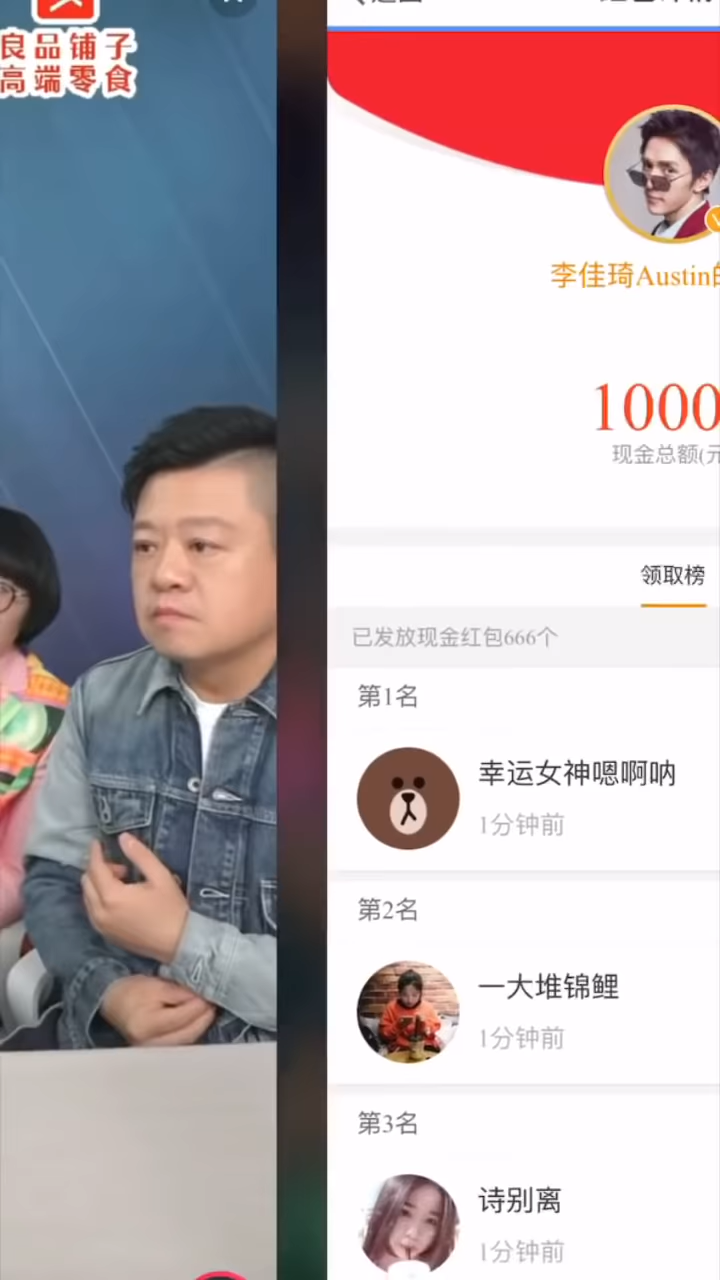 良品铺子
高端零食
李佳琦Austin的
1000
现金总额(元
领取榜
已发放现金红包666个
第1名
幸运女神嗯啊呐
1分钟前
第2名
一大堆锦鲤
1分钟前
第3名
诗别离
1分钟前